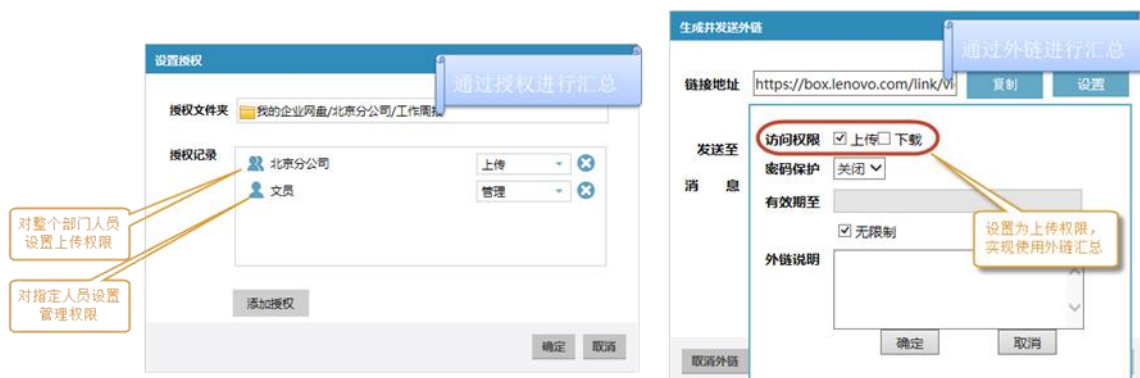 设置授权
通过授权进行汇总
授权文件夹
我的企业网盘/北京分公司/工作周报
授权记录
北京分公司
上传
文员
管理
对整个部门人员
设置上传权限
对指定人员设置
管理权限
添加授权
确定
取消
生成并发送外链
通过外链进行汇总
链接地址
https://box.lenovo.com/link/vi
复制
设置
发送至
消 息
访问权限
上传
下载
密码保护
关闭
有效期至
无限制
设置为上传权限，
实现使用外链汇总
外链说明
确定
取消
取消外链